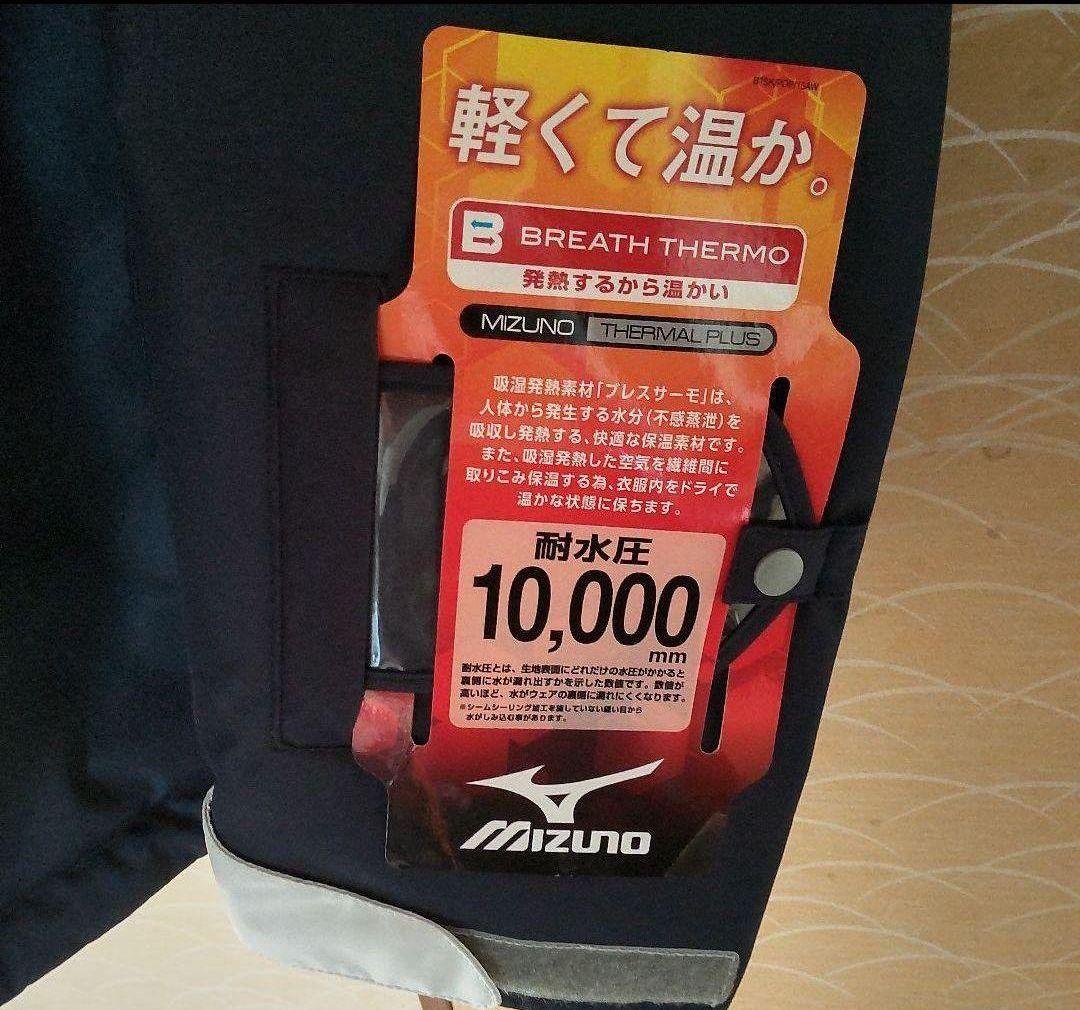 B1SK/POP/15AW
軽くて温か。
B BREATH THERMO
発熱するから温かい
MIZUNO THERMAL PLUS
吸湿発熱素材「ブレスサーモ」は、
人体から発生する水分(不感蒸泄)を
吸収し発熱する、快適な保温素材です。
また、吸湿発熱した空気を繊維間に
取りこみ保温する為、衣服内をドライで
温かな状態に保ちます。
耐水圧
10,000
mm
耐水圧とは、生地表面にどれだけの水圧がかかると
裏側に水が漏れ出すかを示した数値です。数値が
高いほど、水がウェアの裏側に漏れにくくなります。
※シームシーリング加工を施していない縫い目から
水がしみ込む事があります。
MIZUNO